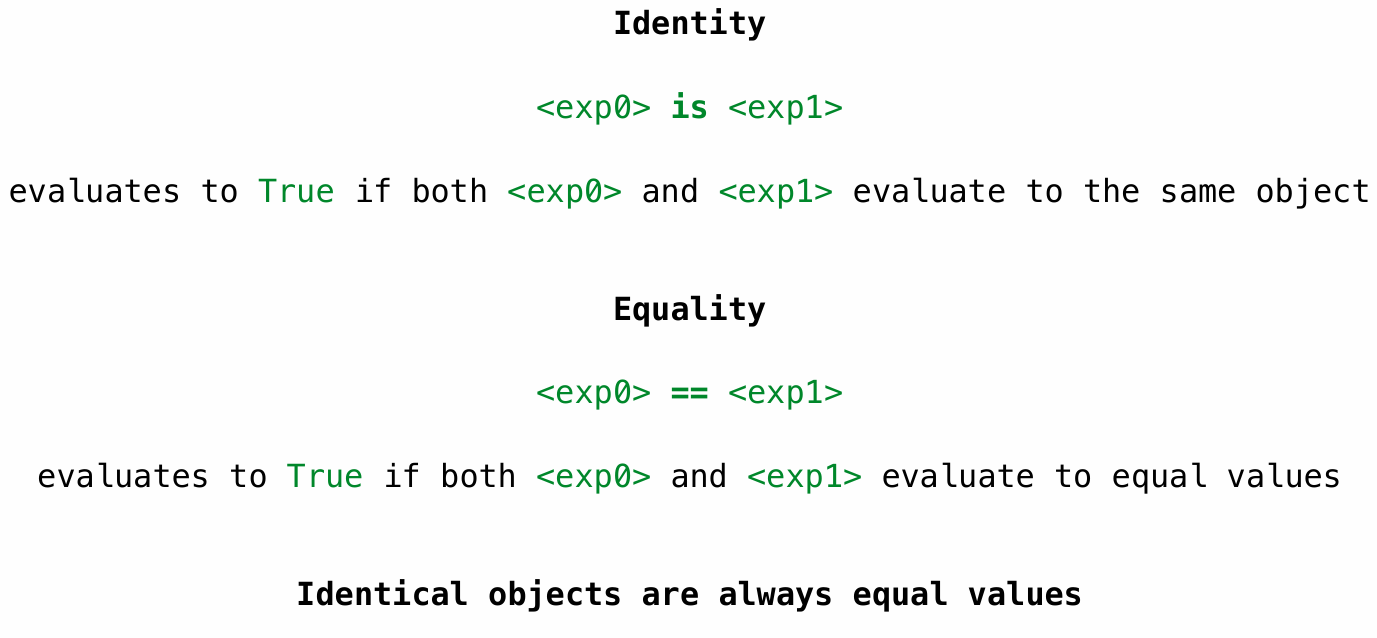 Identity
<exp0> is <exp1>
evaluates to True if both <exp0> and <exp1> evaluate to the same object
Equality
<exp0> == <exp1>
evaluates to True if both <exp0> and <exp1> evaluate to equal values
Identical objects are always equal values